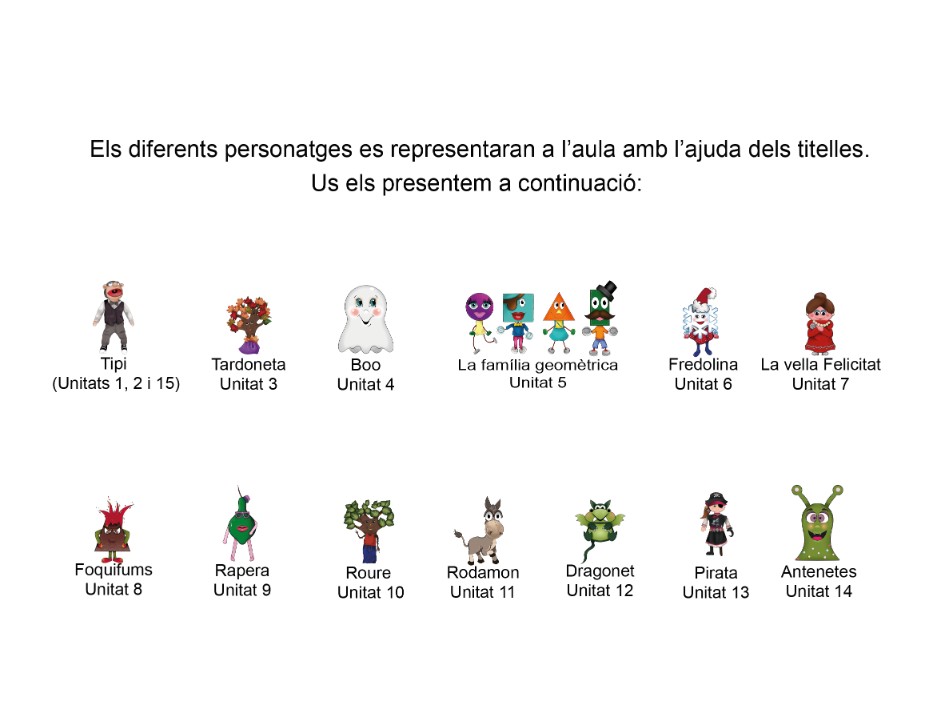 Els diferents personatges es representaran a l’aula amb l’ajuda dels titelles.
Us els presentem a continuació:
Tipi
(Unitats 1, 2 i 15)
Tardoneta
Unitat 3
Boo
Unitat 4
La família geomètrica
Unitat 5
Fredolina
Unitat 6
La vella Felicitat
Unitat 7
Foquifums
Unitat 8
Rapera
Unitat 9
Roure
Unitat 10
Rodamon
Unitat 11
Dragonet
Unitat 12
Pirata
Unitat 13
Antenetes
Unitat 14